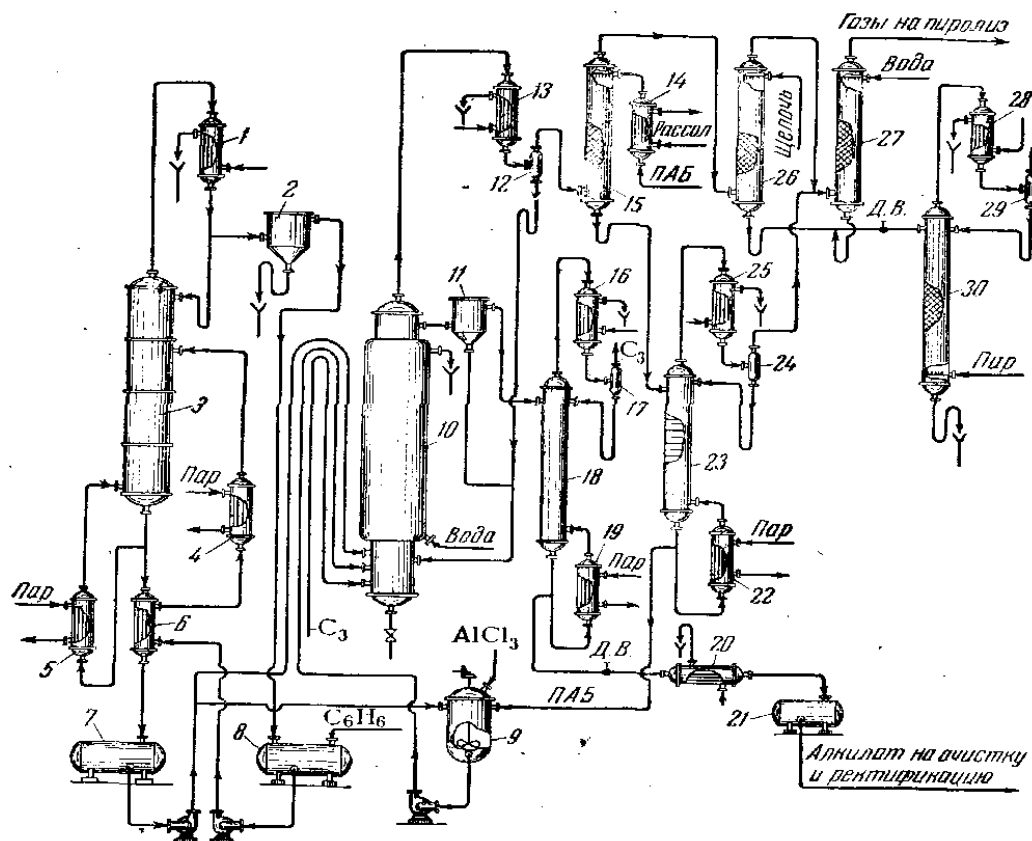 Газы на пиролиз
Вода
28
1
13
14
Рассол
ПАБ
Щелочь
27
2
12
15
26
29
Д.В.
11
16
25
30
C₃
24
3
17
Пар
10
18
23
Пар
4
19
Пар
Вода
Пар
22
Пар
6
5
C₃
AlCl₃
Д.В.
20
ПАБ
21
7
C₆H₆
8
9
Алкилат на очистку
и ректификацию